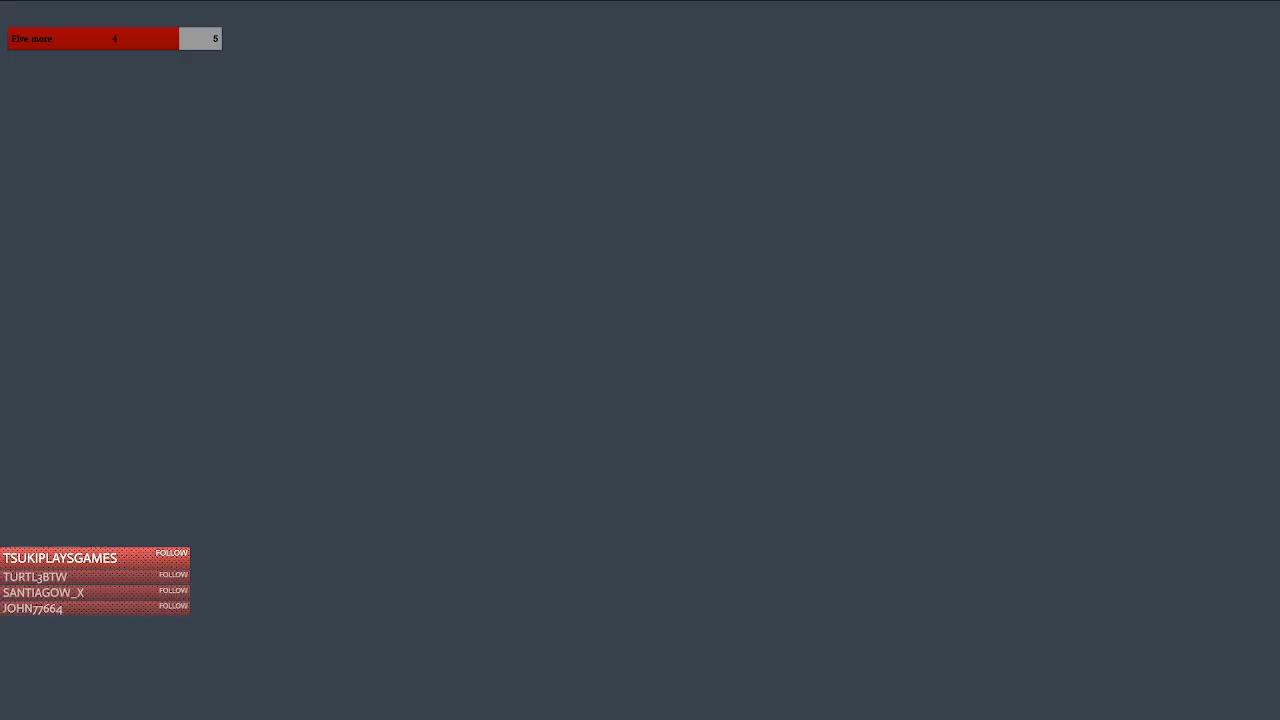 Five more 4 5
TSUKIPLAYSGAMES FOLLOW
TURTL3BTW FOLLOW
SANTIAGOW_X FOLLOW
JOHN77664 FOLLOW